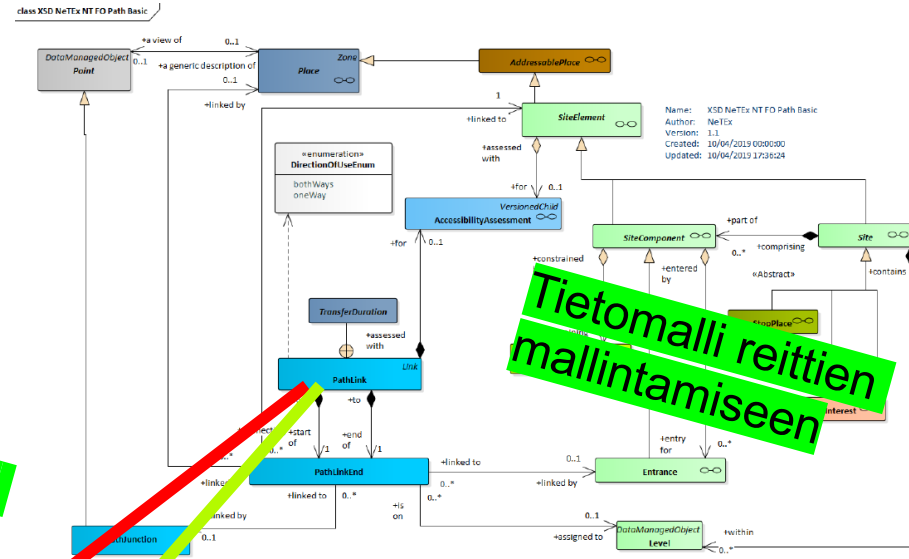 class XSD NeTEx NT FO Path Basic
DataManagedObject
Point
+a view of
0..1
0..1
+a generic description of
0..1
+linked by
Zone
Place
AddressablePlace
1
+linked to
SiteElement
Name: XSD NeTEx NT FO Path Basic
Author: NeTEx
Version: 1.1
Created: 10/04/2019 00:00:00
Updated: 10/04/2019 17:36:24
«enumeration»
DirectionOfUseEnum
bothWays
oneWay
+assessed
with
+for
0..1
VersionedChild
AccessibilityAssessment
+for
0..1
SiteComponent
+part of
0..*
+comprising
Site
+constrained
+entered
by
«Abstract»
+contains
Tietomalli reittien
mallintamiseen
StopPlace
Interest
TransferDuration
+assessed
with
Link
PathLink
+to
+start
of
1
+end
of
1
0..*
PathLinkEnd
+linked to
0..*
0..1
+linked by
+entry
for
0..*
Entrance
+linked to
0..*
0..*
+is
on
0..1
+assigned to
0..1
DataManagedObject
Level
+within
0..*